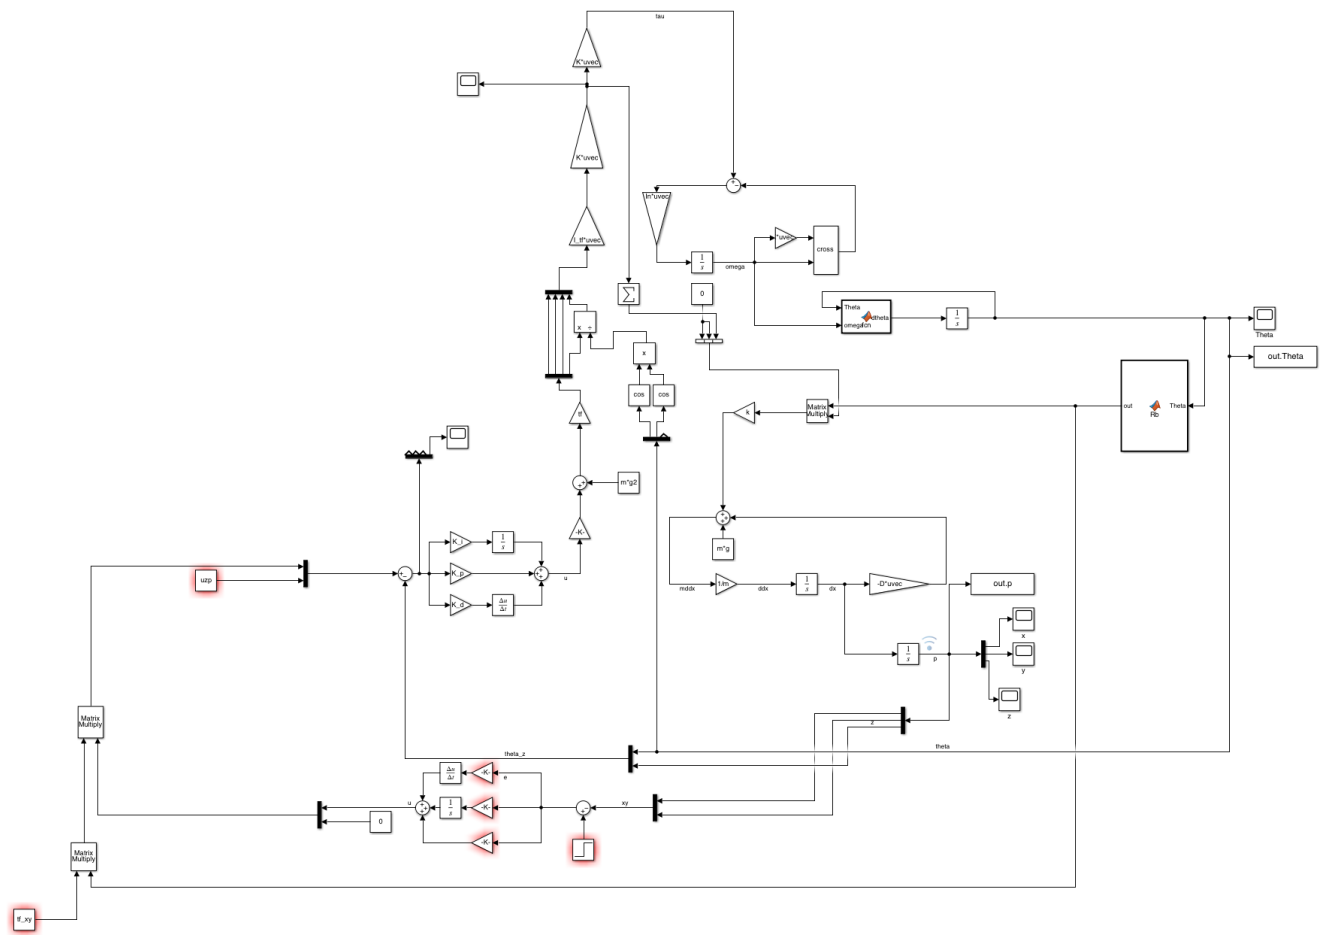 tau
K*uvec
K*uvec
In*uvec
I_tf*uvec
*uvec
cross
1
s
omega
0
Σ
Theta
omega
fcn
dtheta
1
s
Theta
out.Theta
x ÷
x
cos
cos
tf
k
Matrix
Multiply
out
Rb
Theta
m*g2
-K-
m*g
K_i
1
s
uzp
K_p
u
K_d
Δu
Δt
mddx
1/m
ddx
1
s
dx
-D*uvec
out.p
x
1
s
p
y
z
Matrix
Multiply
z
theta
theta_z
Δu
Δt
-K-
e
u
1
s
-K-
xy
0
-K-
Matrix
Multiply
tf_xy